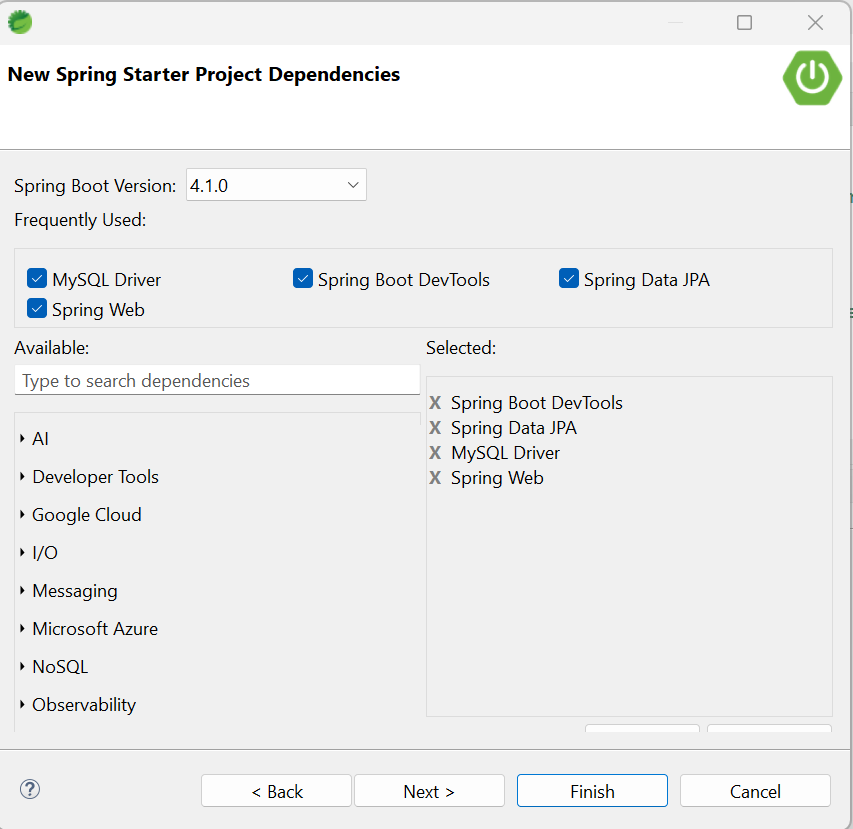 New Spring Starter Project Dependencies
Spring Boot Version: 4.1.0
Frequently Used:
MySQL Driver Spring Boot DevTools Spring Data JPA
Spring Web
Available: Selected:
Type to search dependencies
X Spring Boot DevTools
X Spring Data JPA
X MySQL Driver
X Spring Web
AI
Developer Tools
Google Cloud
I/O
Messaging
Microsoft Azure
NoSQL
Observability
? < Back Next > Finish Cancel